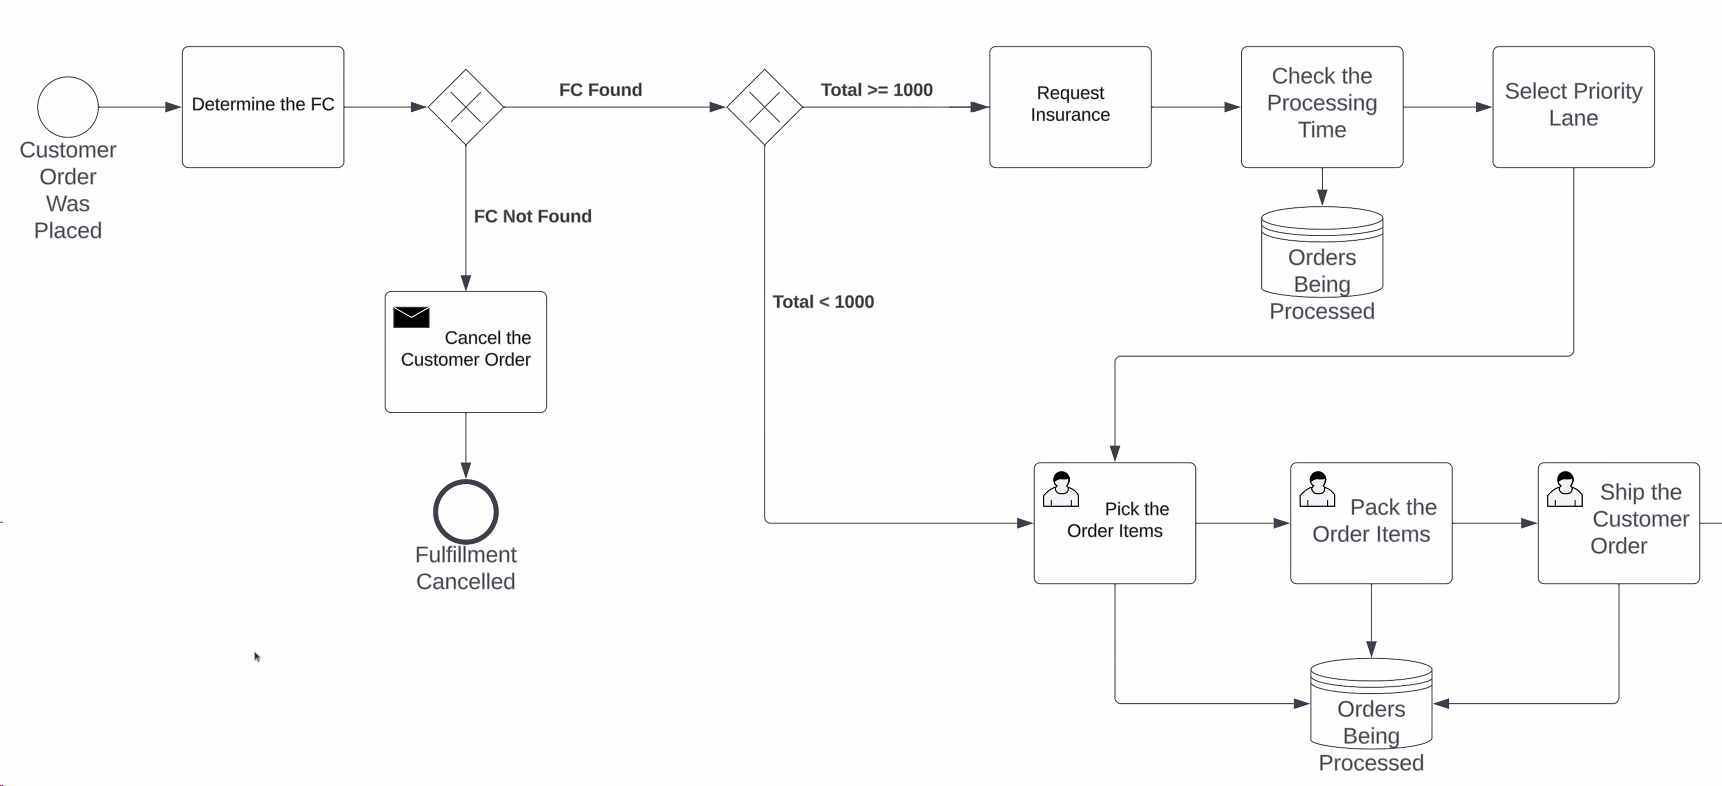 Customer
Order
Was
Placed
Determine the FC
FC Found
FC Not Found
Cancel the
Customer Order
Fulfillment
Cancelled
Total >= 1000
Total < 1000
Request
Insurance
Check the
Processing
Time
Orders
Being
Processed
Select Priority
Lane
Pick the
Order Items
Pack the
Order Items
Ship the
Customer
Order
Orders
Being
Processed